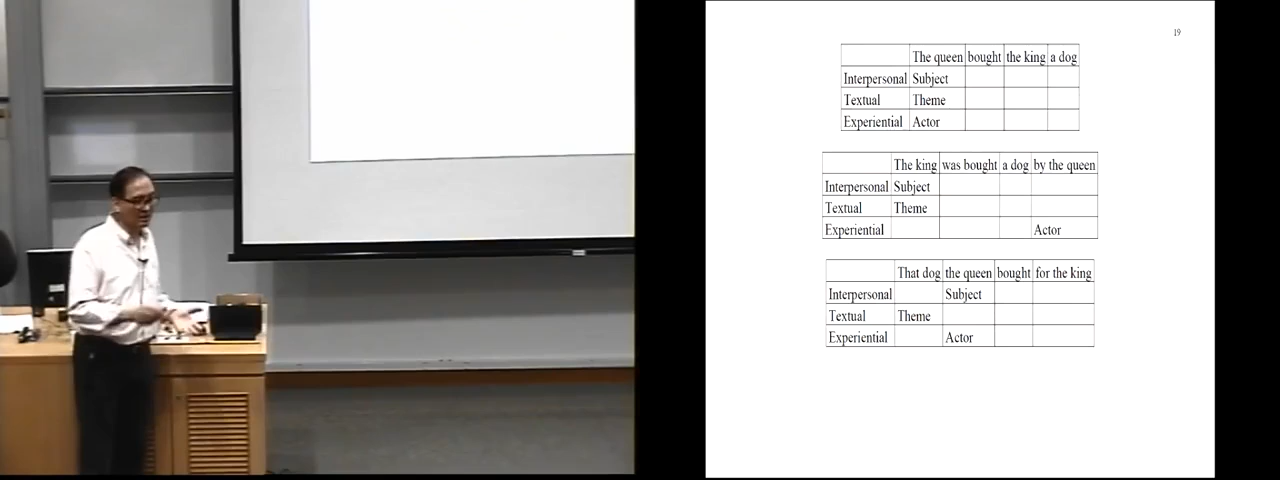 19
The queen bought the king a dog
Interpersonal Subject
Textual Theme
Experiential Actor
The king was bought a dog by the queen
Interpersonal Subject
Textual Theme
Experiential Actor
That dog the queen bought for the king
Interpersonal Subject
Textual Theme
Experiential Actor